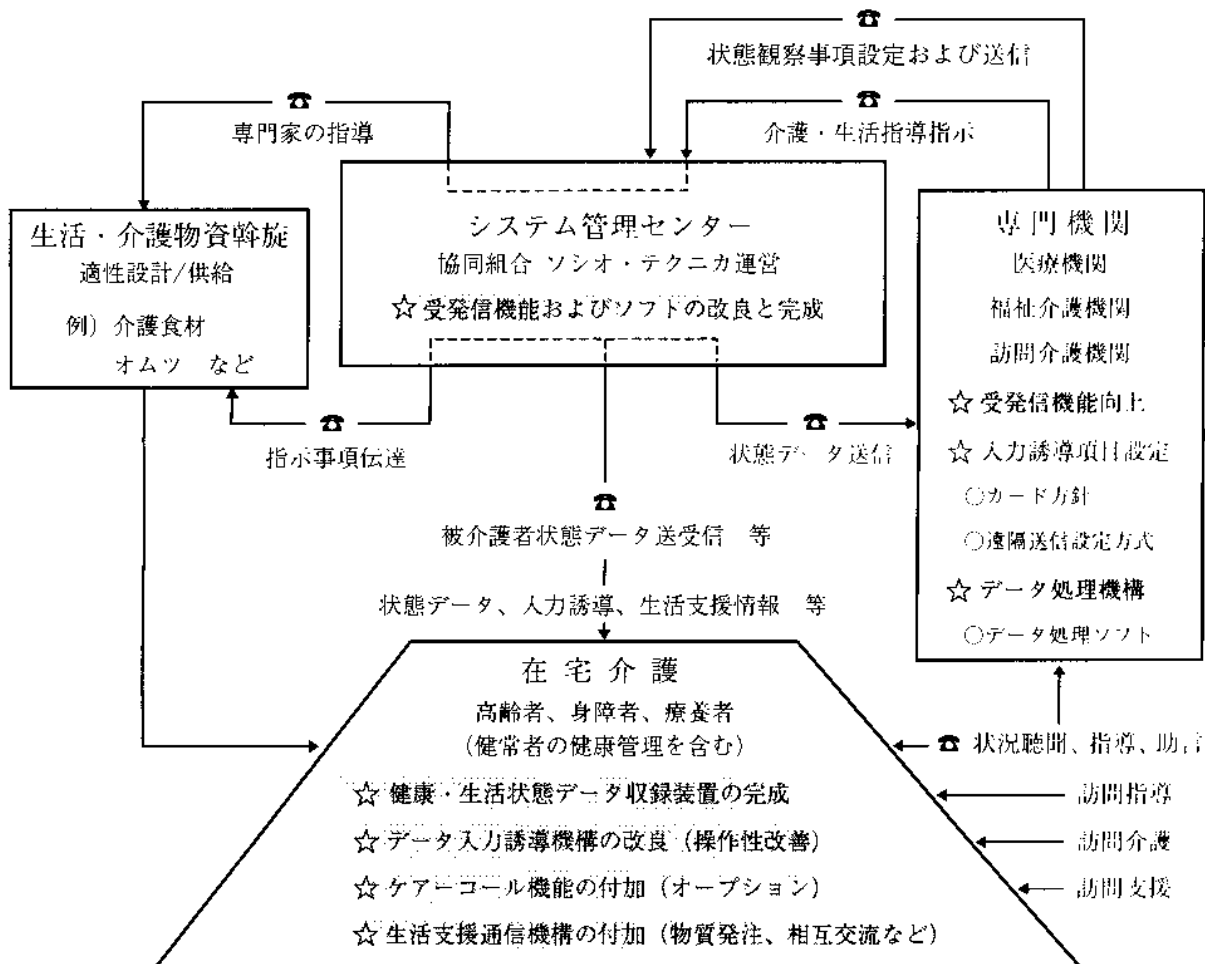 ☎
状態観察事項設定および送信
☎
専門家の指導
☎
介護・生活指導指示
生活・介護物資斡旋
適性設計/供給
例）介護食材
オムツ　など
システム管理センター
協同組合 ソシオ・テクニカ運営
☆受発信機能およびソフトの改良と完成
専門機関
医療機関
福祉介護機関
訪問介護機関
☆受発信機能向上
☆入力誘導項目設定
○カード方針
○遠隔送信設定方式
☆データ処理機構
○データ処理ソフト
☎
指示事項伝達
☎
状態データ送信
☎
被介護者状態データ送受信　等
状態データ、入力誘導、生活支援情報　等
在宅介護
高齢者、身障者、療養者
(健常者の健康管理を含む)
☆健康・生活状態データ収録装置の完成
☆データ入力誘導機構の改良（操作性改善）
☆ケアーコール機能の付加（オープション）
☆生活支援通信機構の付加（物質発注、相互交流など）
☎ 状況聴聞、指導、助言
訪問指導
訪問介護
訪問支援